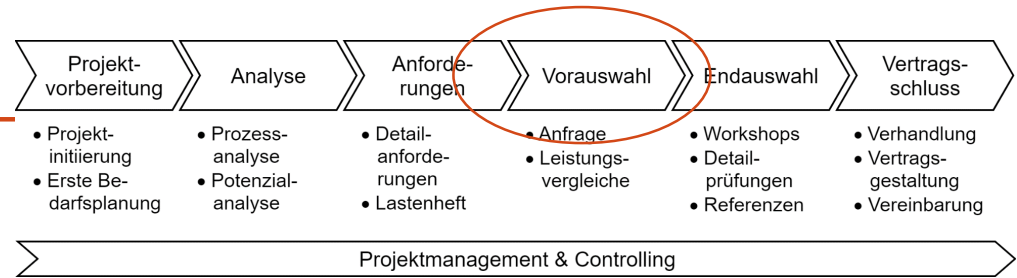 Projekt-
vorbereitung
Analyse
Anforde-
rungen
Vorauswahl
Endauswahl
Vertrags-
schluss
• Projekt-
initiierung
• Erste Be-
darfsplanung
• Prozess-
analyse
• Potenzial-
analyse
• Detail-
anforde-
rungen
• Lastenheft
• Anfrage
• Leistungs-
vergleiche
• Workshops
• Detail-
prüfungen
• Referenzen
• Verhandlung
• Vertrags-
gestaltung
• Vereinbarung
Projektmanagement & Controlling